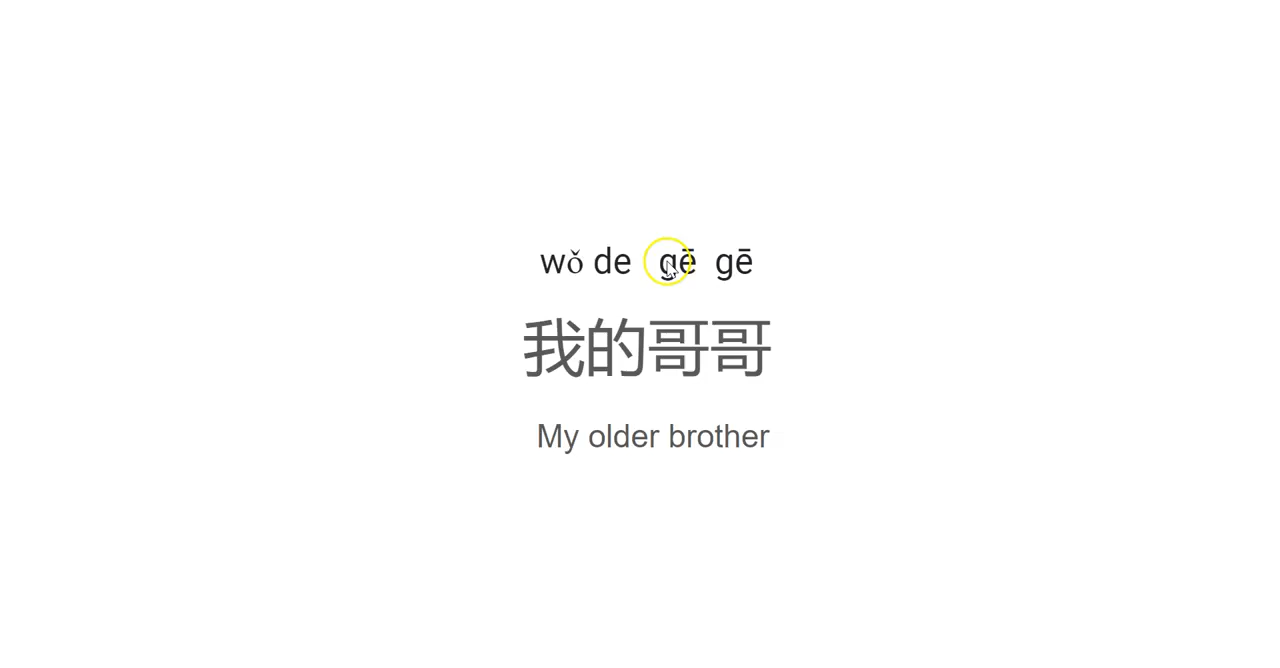 wǒ de gē gē
我的哥哥
My older brother